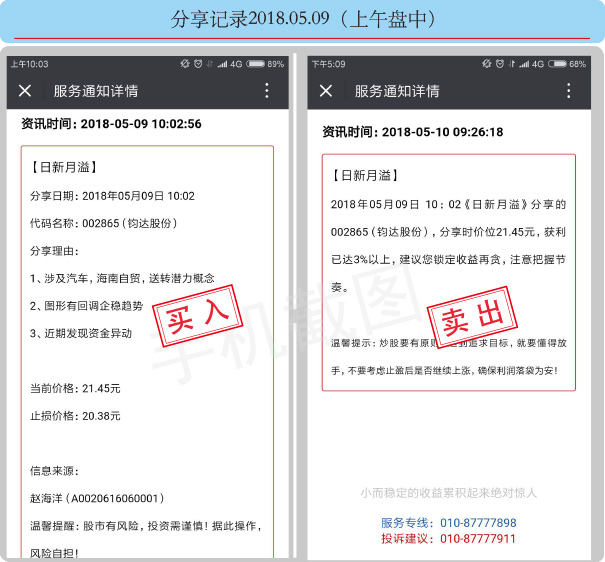 分享记录2018.05.09（上午盘中）
上午10:03
4G
89%
服务通知详情
资讯时间：2018-05-09 10:02:56
【日新月溢】
分享日期：2018年05月09日 10:02
代码名称：002865(钧达股份)
分享理由：
1、涉及汽车，海南自贸，送转潜力概念
2、图形有回调企稳趋势
3、近期发现资金异动
买入
当前价格：21.45元
止损价格：20.38元
信息来源：
赵海洋（A0020616060001）
温馨提醒：股市有风险，投资需谨慎！据此操作，
风险自担！
下午5:09
4G
68%
服务通知详情
资讯时间：2018-05-10 09:26:18
【日新月溢】
2018年05月09日 10：02《日新月溢》分享的
002865(钧达股份)，分享时价位21.45元，获利
已达3%以上，建议您锁定收益再贪，注意把握节
奏。
卖出
温馨提示：炒股要有原则 追求目标，就要懂得放
手，不要考虑止盈后是否继续上涨，确保利润落袋为安！
小而稳定的收益累积起来绝对惊人
服务专线：010-87777898
投诉建议：010-87777911
手机截图